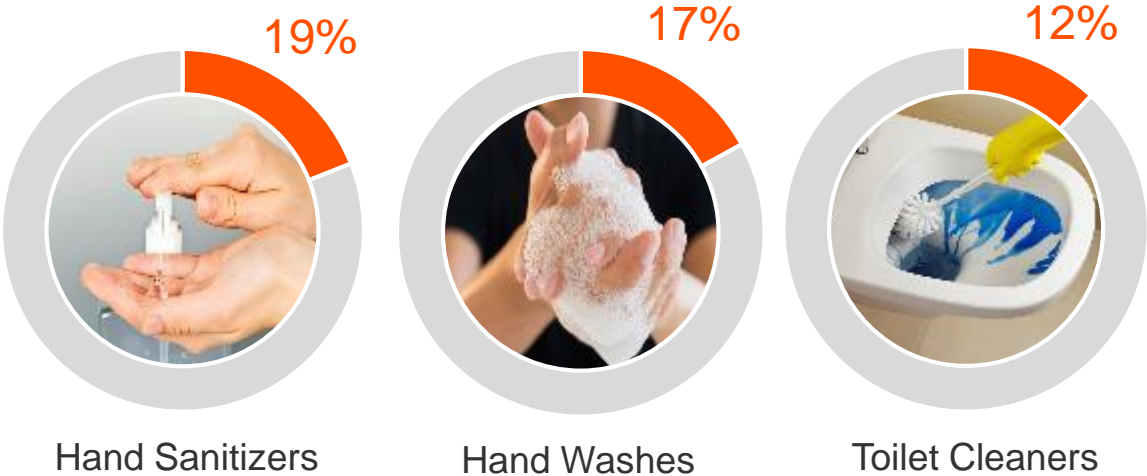 19%
17%
12%
Hand Sanitizers
Hand Washes
Toilet Cleaners